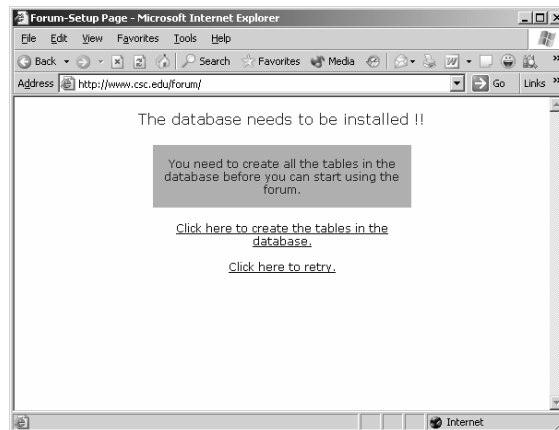 Forum-Setup Page - Microsoft Internet Explorer
File Edit View Favorites Tools Help
Back Search Favorites Media
Address http://www.csc.edu/forum/ Go Links »
The database needs to be installed !!
You need to create all the tables in the
database before you can start using the
forum.
Click here to create the tables in the
database.
Click here to retry.
Internet